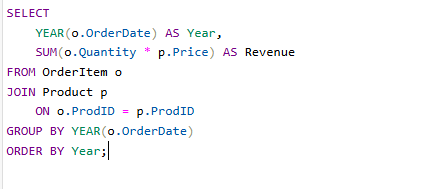 SELECT
    YEAR(o.OrderDate) AS Year,
    SUM(o.Quantity * p.Price) AS Revenue
FROM OrderItem o
JOIN Product p
    ON o.ProdID = p.ProdID
GROUP BY YEAR(o.OrderDate)
ORDER BY Year;